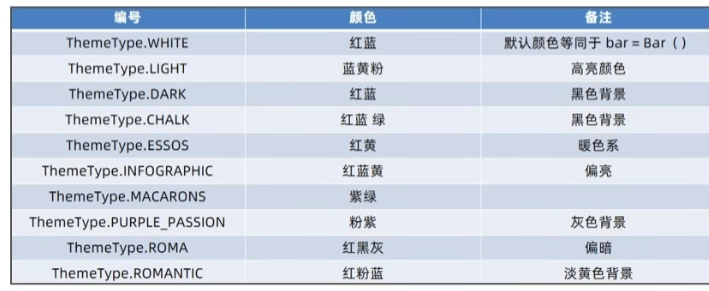 编号 颜色 备注
ThemeType.WHITE 红蓝 默认颜色等同于 bar = Bar（）
ThemeType.LIGHT 蓝黄粉 高亮颜色
ThemeType.DARK 红蓝 黑色背景
ThemeType.CHALK 红蓝 绿 黑色背景
ThemeType.ESSOS 红黄 暖色系
ThemeType.INFOGRAPHIC 红蓝黄 偏亮
ThemeType.MACARONS 紫绿
ThemeType.PURPLE_PASSION 粉紫 灰色背景
ThemeType.ROMA 红黑灰 偏暗
ThemeType.ROMANTIC 红粉蓝 淡黄色背景